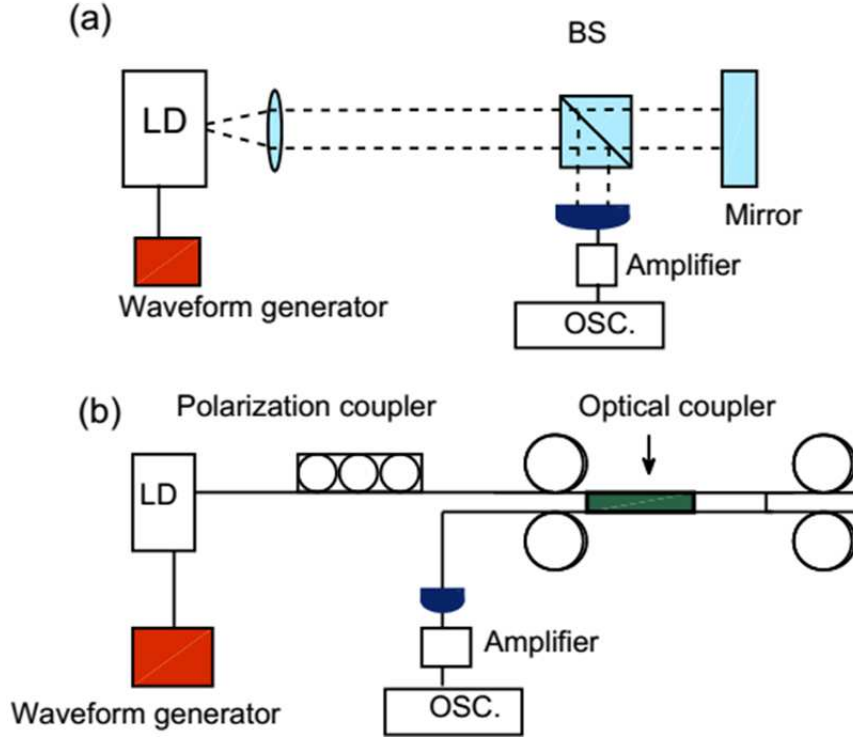 (a)
BS
LD
Mirror
Amplifier
Waveform generator
OSC.
(b)
Polarization coupler
Optical coupler
LD
Amplifier
Waveform generator
OSC.